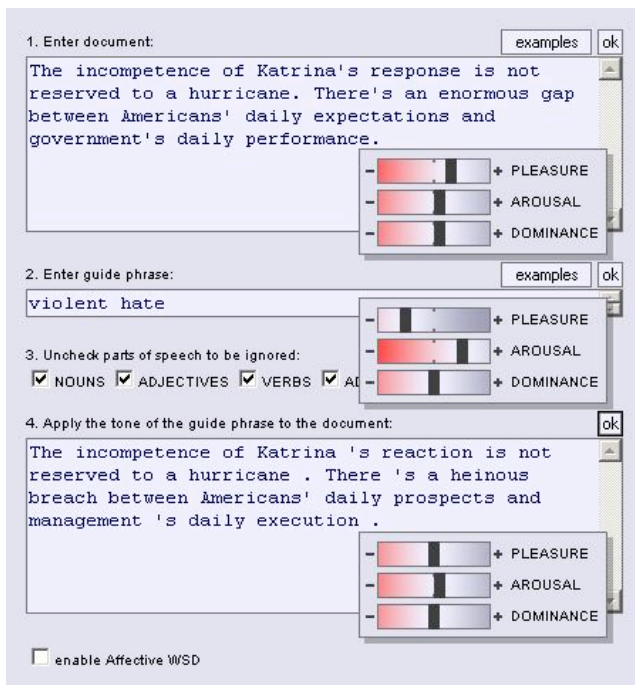 1. Enter document:
examples
ok
The incompetence of Katrina's response is not
reserved to a hurricane. There's an enormous gap
between Americans' daily expectations and
government's daily performance.
- + PLEASURE
- + AROUSAL
- + DOMINANCE
2. Enter guide phrase:
examples
ok
violent hate
- + PLEASURE
- + AROUSAL
- + DOMINANCE
3. Uncheck parts of speech to be ignored:
NOUNS ADJECTIVES VERBS
4. Apply the tone of the guide phrase to the document:
ok
The incompetence of Katrina 's reaction is not
reserved to a hurricane . There 's a heinous
breach between Americans' daily prospects and
management 's daily execution .
- + PLEASURE
- + AROUSAL
- + DOMINANCE
enable Affective WSD